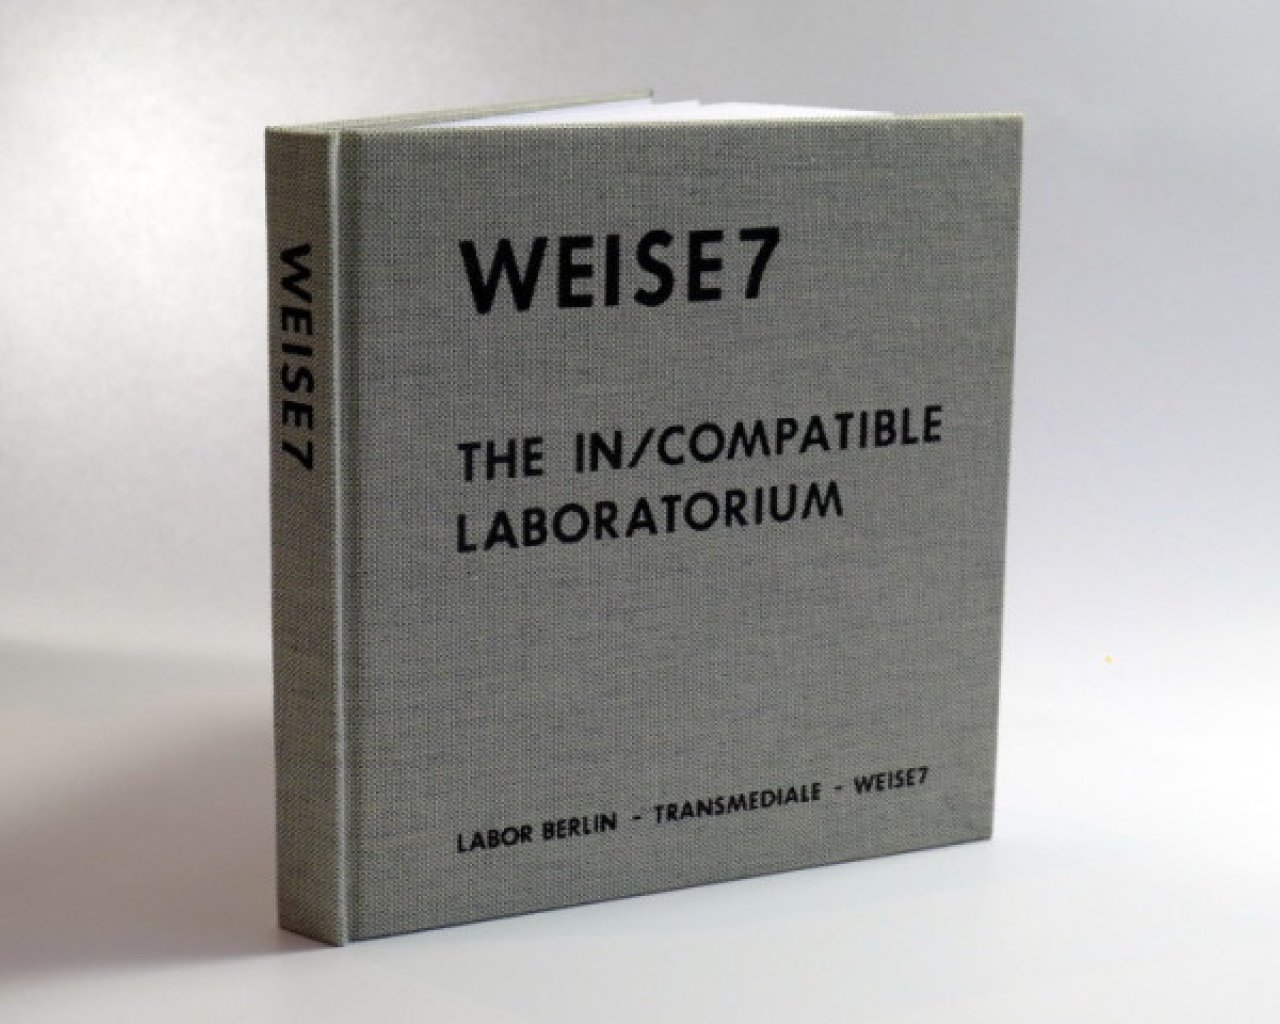 WEISE7
WEISE7
THE IN/COMPATIBLE
LABORATORIUM
LABOR BERLIN - TRANSMEDIALE - WEISE7